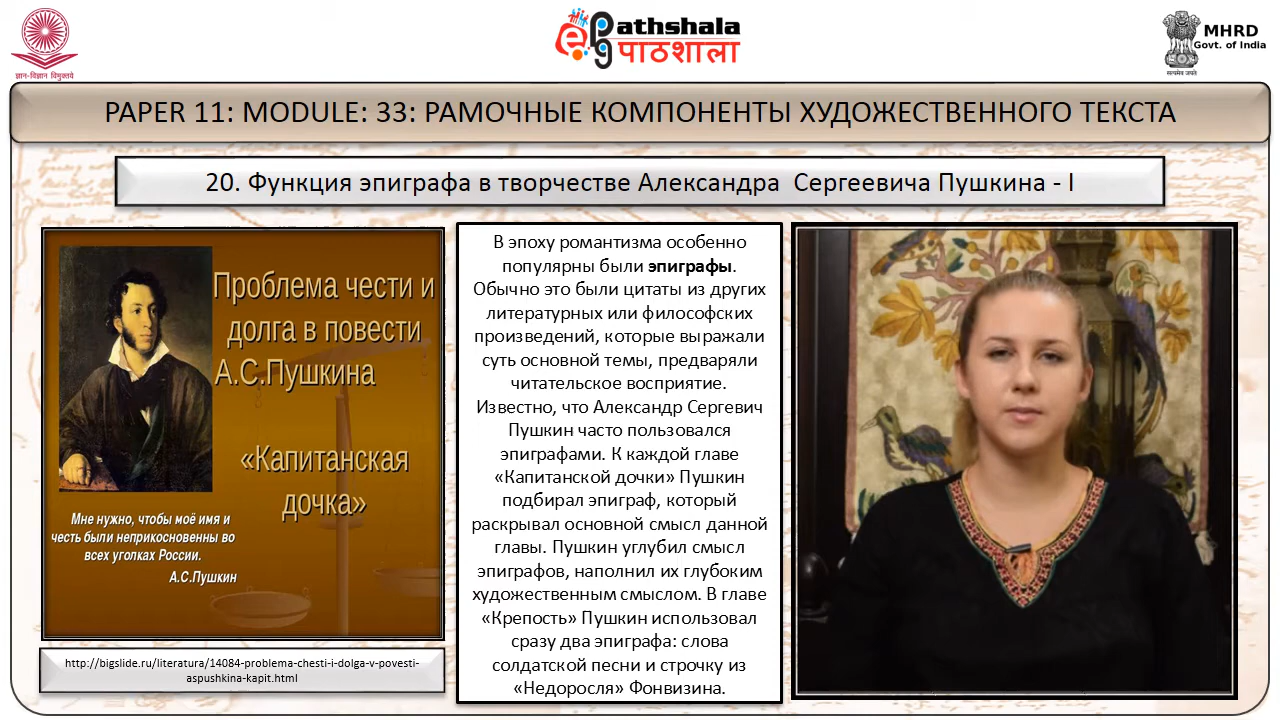 ज्ञान-विज्ञान विमुक्तये
ePg Pathshala
पाठशाला
MHRD
Govt. of India
सत्यमेव जयते
PAPER 11: MODULE: 33: РАМОЧНЫЕ КОМПОНЕНТЫ ХУДОЖЕСТВЕННОГО ТЕКСТА
20. Функция эпиграфа в творчестве Александра  Сергеевича Пушкина - I
Проблема чести и
долга в повести
А.С.Пушкина
«Капитанская
дочка»
Мне нужно, чтобы моё имя и
честь были неприкосновенны во
всех уголках России.
А.С.Пушкин
http://bigslide.ru/literatura/14084-problema-chesti-i-dolga-v-povesti-
aspushkina-kapit.html
В эпоху романтизма особенно
популярны были эпиграфы.
Обычно это были цитаты из других
литературных или философских
произведений, которые выражали
суть основной темы, предваряли
читательское восприятие.
Известно, что Александр Сергевич
Пушкин часто пользовался
эпиграфами. К каждой главе
«Капитанской дочки» Пушкин
подбирал эпиграф, который
раскрывал основной смысл данной
главы. Пушкин углубил смысл
эпиграфов, наполнил их глубоким
художественным смыслом. В главе
«Крепость» Пушкин использовал
сразу два эпиграфа: слова
солдатской песни и строчку из
«Недоросля» Фонвизина.